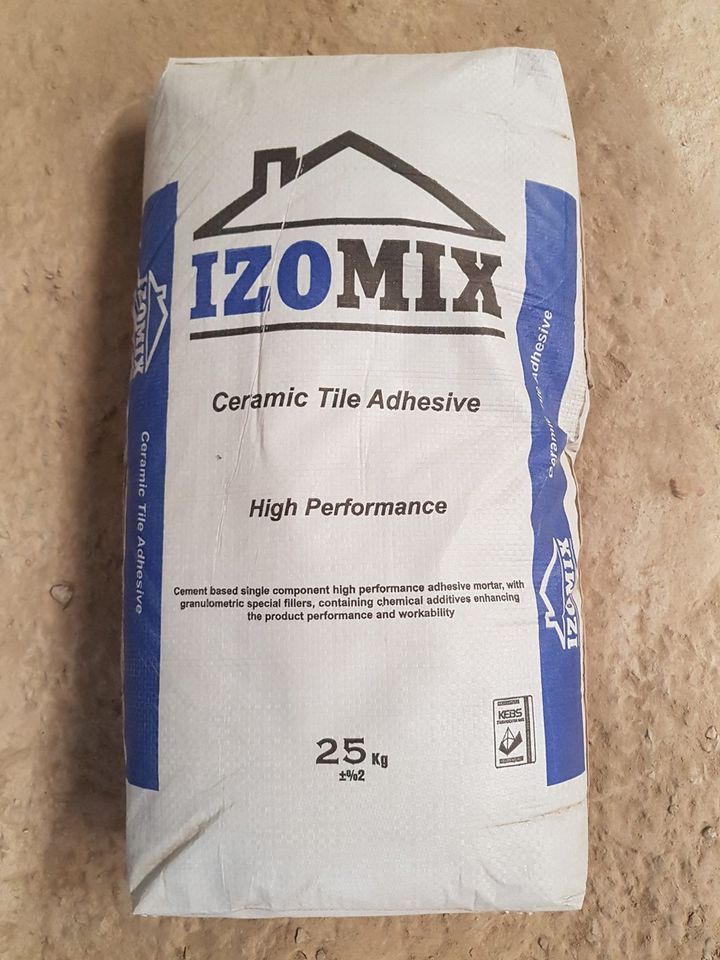 IZOMIX
Ceramic Tile Adhesive
High Performance
Cement based single component high performance adhesive mortar, with
granulometric special fillers, containing chemical additives enhancing
the product performance and workability
25 Kg
±%2
KEBS
IZOMIX
Ceramic Tile Adhesive
Adhesive
IZOMIX